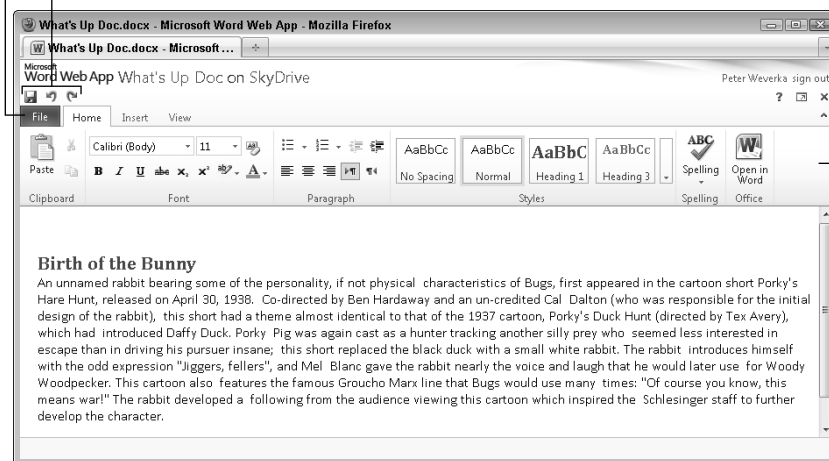 What's Up Doc.docx - Microsoft Word Web App - Mozilla Firefox
What's Up Doc.docx - Microsoft ...
Microsoft
Word Web App What's Up Doc on SkyDrive
Peter Weverka sign out
File Home Insert View
Calibri (Body) 11
AaBbCc AaBbCc AaBbC AaBbCc
ABC
Paste
B I U abc x₂ x² aby A
No Spacing Normal Heading 1 Heading 3
Spelling
Open in
Word
Clipboard Font Paragraph Styles Spelling Office
Birth of the Bunny
An unnamed rabbit bearing some of the personality, if not physical characteristics of Bugs, first appeared in the cartoon short Porky's
Hare Hunt, released on April 30, 1938. Co-directed by Ben Hardaway and an un-credited Cal Dalton (who was responsible for the initial
design of the rabbit), this short had a theme almost identical to that of the 1937 cartoon, Porky's Duck Hunt (directed by Tex Avery),
which had introduced Daffy Duck. Porky Pig was again cast as a hunter tracking another silly prey who seemed less interested in
escape than in driving his pursuer insane; this short replaced the black duck with a small white rabbit. The rabbit introduces himself
with the odd expression "Jiggers, fellers", and Mel Blanc gave the rabbit nearly the voice and laugh that he would later use for Woody
Woodpecker. This cartoon also features the famous Groucho Marx line that Bugs would use many times: "Of course you know, this
means war!" The rabbit developed a following from the audience viewing this cartoon which inspired the Schlesinger staff to further
develop the character.